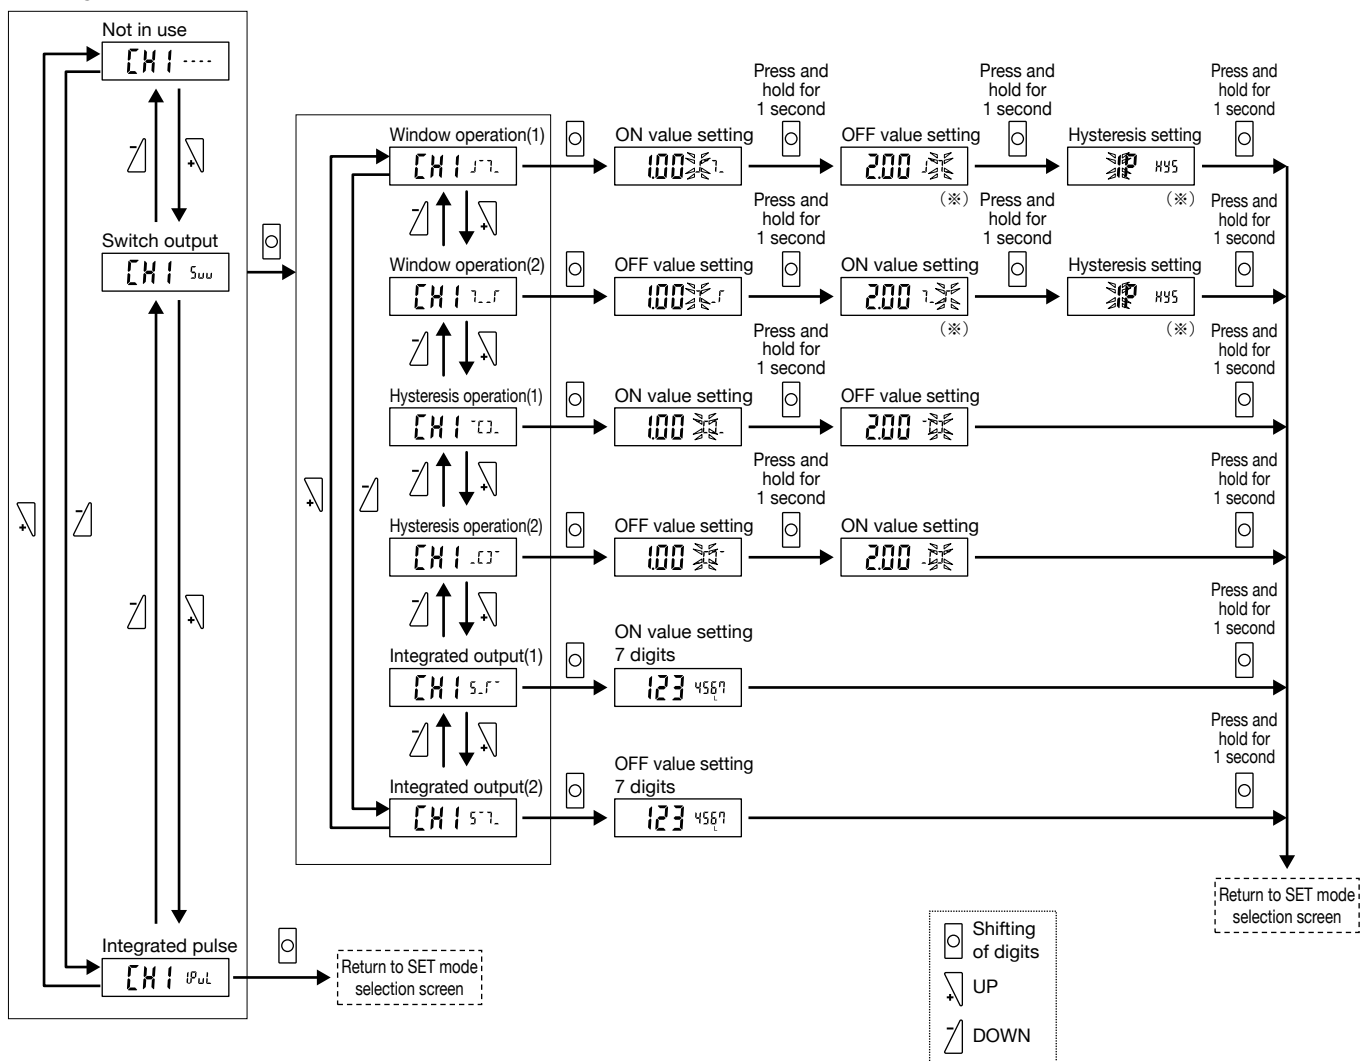 Not in use
CH1 ----
Switch output
CH1 Sw
Integrated pulse
CH1 IPuL
Return to SET mode
selection screen
Window operation(1)
CH1
Window operation(2)
CH1
Hysteresis operation(1)
CH1
Hysteresis operation(2)
CH1
Integrated output(1)
CH1
Integrated output(2)
CH1
ON value setting
1.00
Press and
hold for
1 second
OFF value setting
2.00
(※)
Press and
hold for
1 second
Hysteresis setting
1P HYS
(※)
Press and
hold for
1 second
OFF value setting
1.00
Press and
hold for
1 second
ON value setting
2.00
(※)
Press and
hold for
1 second
Hysteresis setting
1P HYS
(※)
Press and
hold for
1 second
ON value setting
1.00
Press and
hold for
1 second
OFF value setting
2.00
Press and
hold for
1 second
OFF value setting
1.00
Press and
hold for
1 second
ON value setting
2.00
Press and
hold for
1 second
ON value setting
7 digits
123 4567
L
Press and
hold for
1 second
OFF value setting
7 digits
123 4567
L
Press and
hold for
1 second
Return to SET mode
selection screen
Shifting
of digits
UP
DOWN